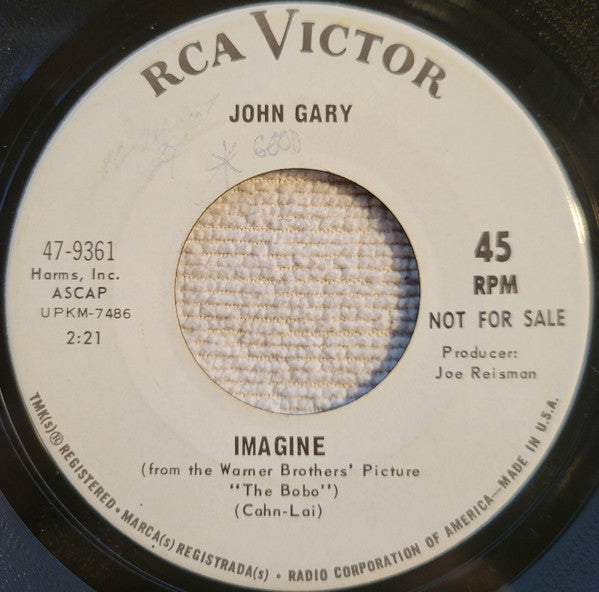 RCA VICTOR
JOHN GARY
* GOOD
47-9361
Harms, Inc.
ASCAP
UPKM-7486
2:21
45
RPM
NOT FOR SALE
Producer:
Joe Reisman
IMAGINE
(from the Warner Brothers' Picture
"The Bobo")
(Cahn-Lai)
TMK(s) ® REGISTERED • MARCA(s) REGISTRADA(s) • RADIO CORPORATION OF AMERICA—MADE IN U.S.A.